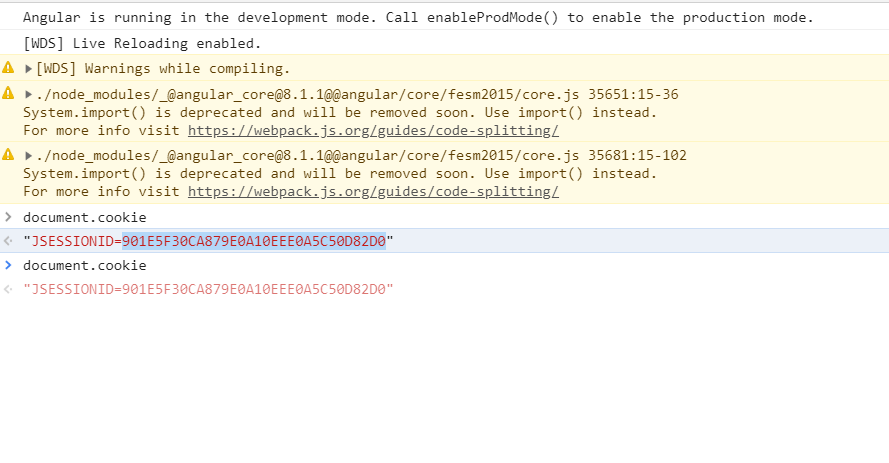 Angular is running in the development mode. Call enableProdMode() to enable the production mode.
[WDS] Live Reloading enabled.
[WDS] Warnings while compiling.
./node_modules/_@angular_core@8.1.1@@angular/core/fesm2015/core.js 35651:15-36
System.import() is deprecated and will be removed soon. Use import() instead.
For more info visit https://webpack.js.org/guides/code-splitting/
./node_modules/_@angular_core@8.1.1@@angular/core/fesm2015/core.js 35681:15-102
System.import() is deprecated and will be removed soon. Use import() instead.
For more info visit https://webpack.js.org/guides/code-splitting/
document.cookie
"JSESSIONID=901E5F30CA879E0A10EEE0A5C50D82D0"
document.cookie
"JSESSIONID=901E5F30CA879E0A10EEE0A5C50D82D0"